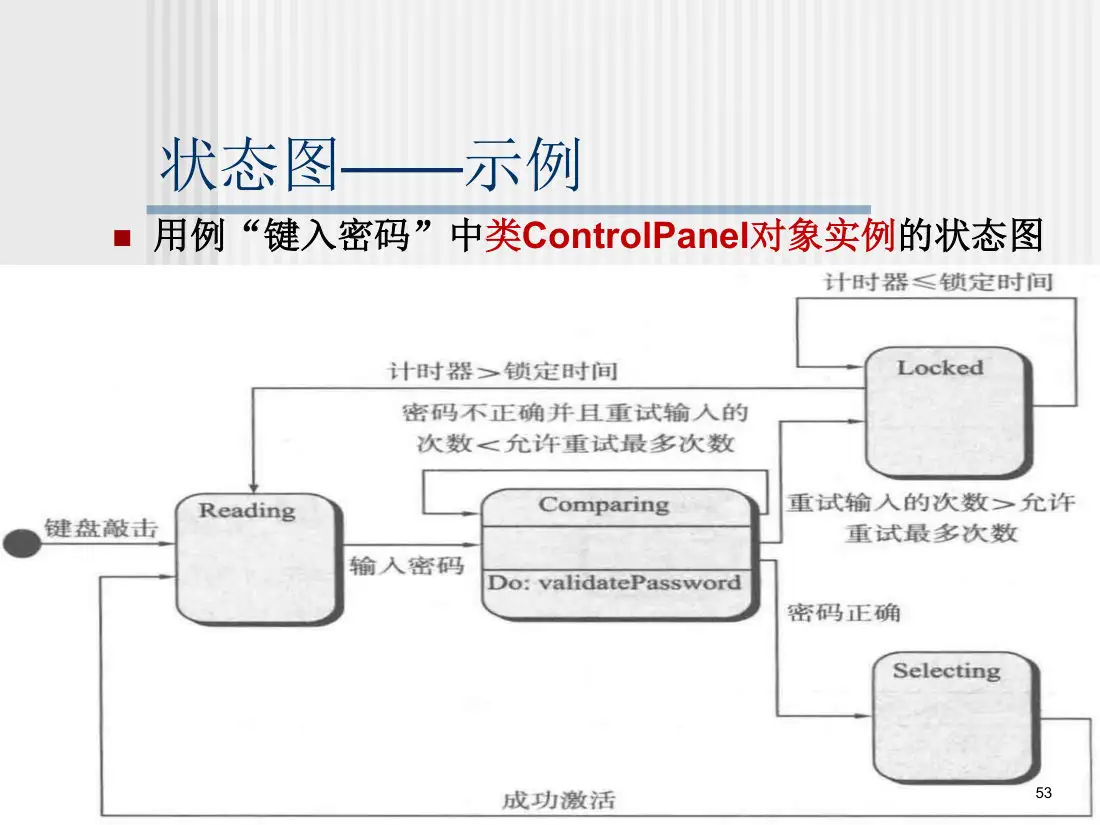 状态图——示例
用例“键入密码”中类ControlPanel对象实例的状态图
计时器≤锁定时间
Locked
计时器>锁定时间
密码不正确并且重试输入的
次数<允许重试最多次数
重试输入的次数>允许
重试最多次数
Reading
键盘敲击
输入密码
Comparing
Do: validatePassword
密码正确
Selecting
成功激活
53